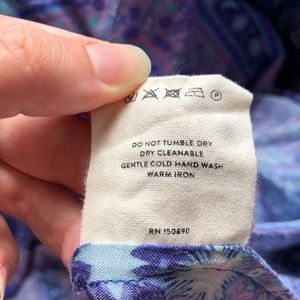 P
DO NOT TUMBLE DRY
DRY CLEANABLE
GENTLE COLD HAND WASH
WARM IRON
RN 150690